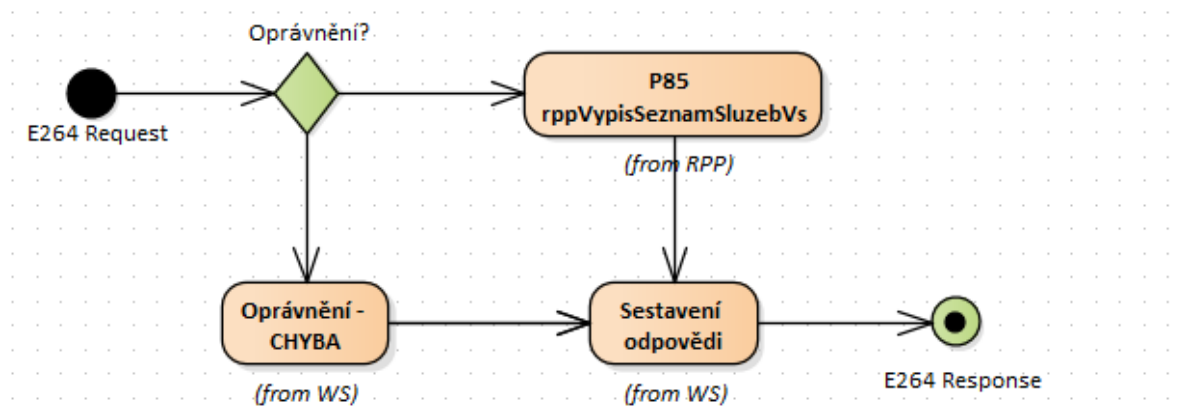 Oprávnění?
P85
rppVypisSeznamSluzebVs
E264 Request
(from RPP)
Oprávnění -
CHYBA
Sestavení
odpovědi
(from WS)
(from WS)
E264 Response